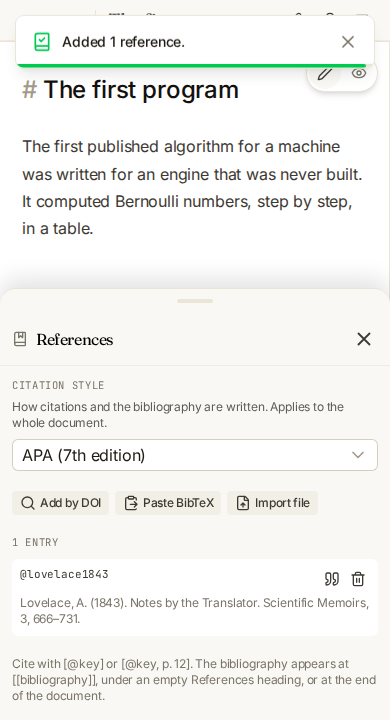 Added 1 reference.
# The first program
The first published algorithm for a machine
was written for an engine that was never built.
It computed Bernoulli numbers, step by step,
in a table.
References
CITATION STYLE
How citations and the bibliography are written. Applies to the
whole document.
APA (7th edition)
Add by DOI
Paste BibTeX
Import file
1 ENTRY
@lovelace1843
Lovelace, A. (1843). Notes by the Translator. Scientific Memoirs,
3, 666–731.
Cite with [@key] or [@key, p. 12]. The bibliography appears at
[[bibliography]], under an empty References heading, or at the end
of the document.